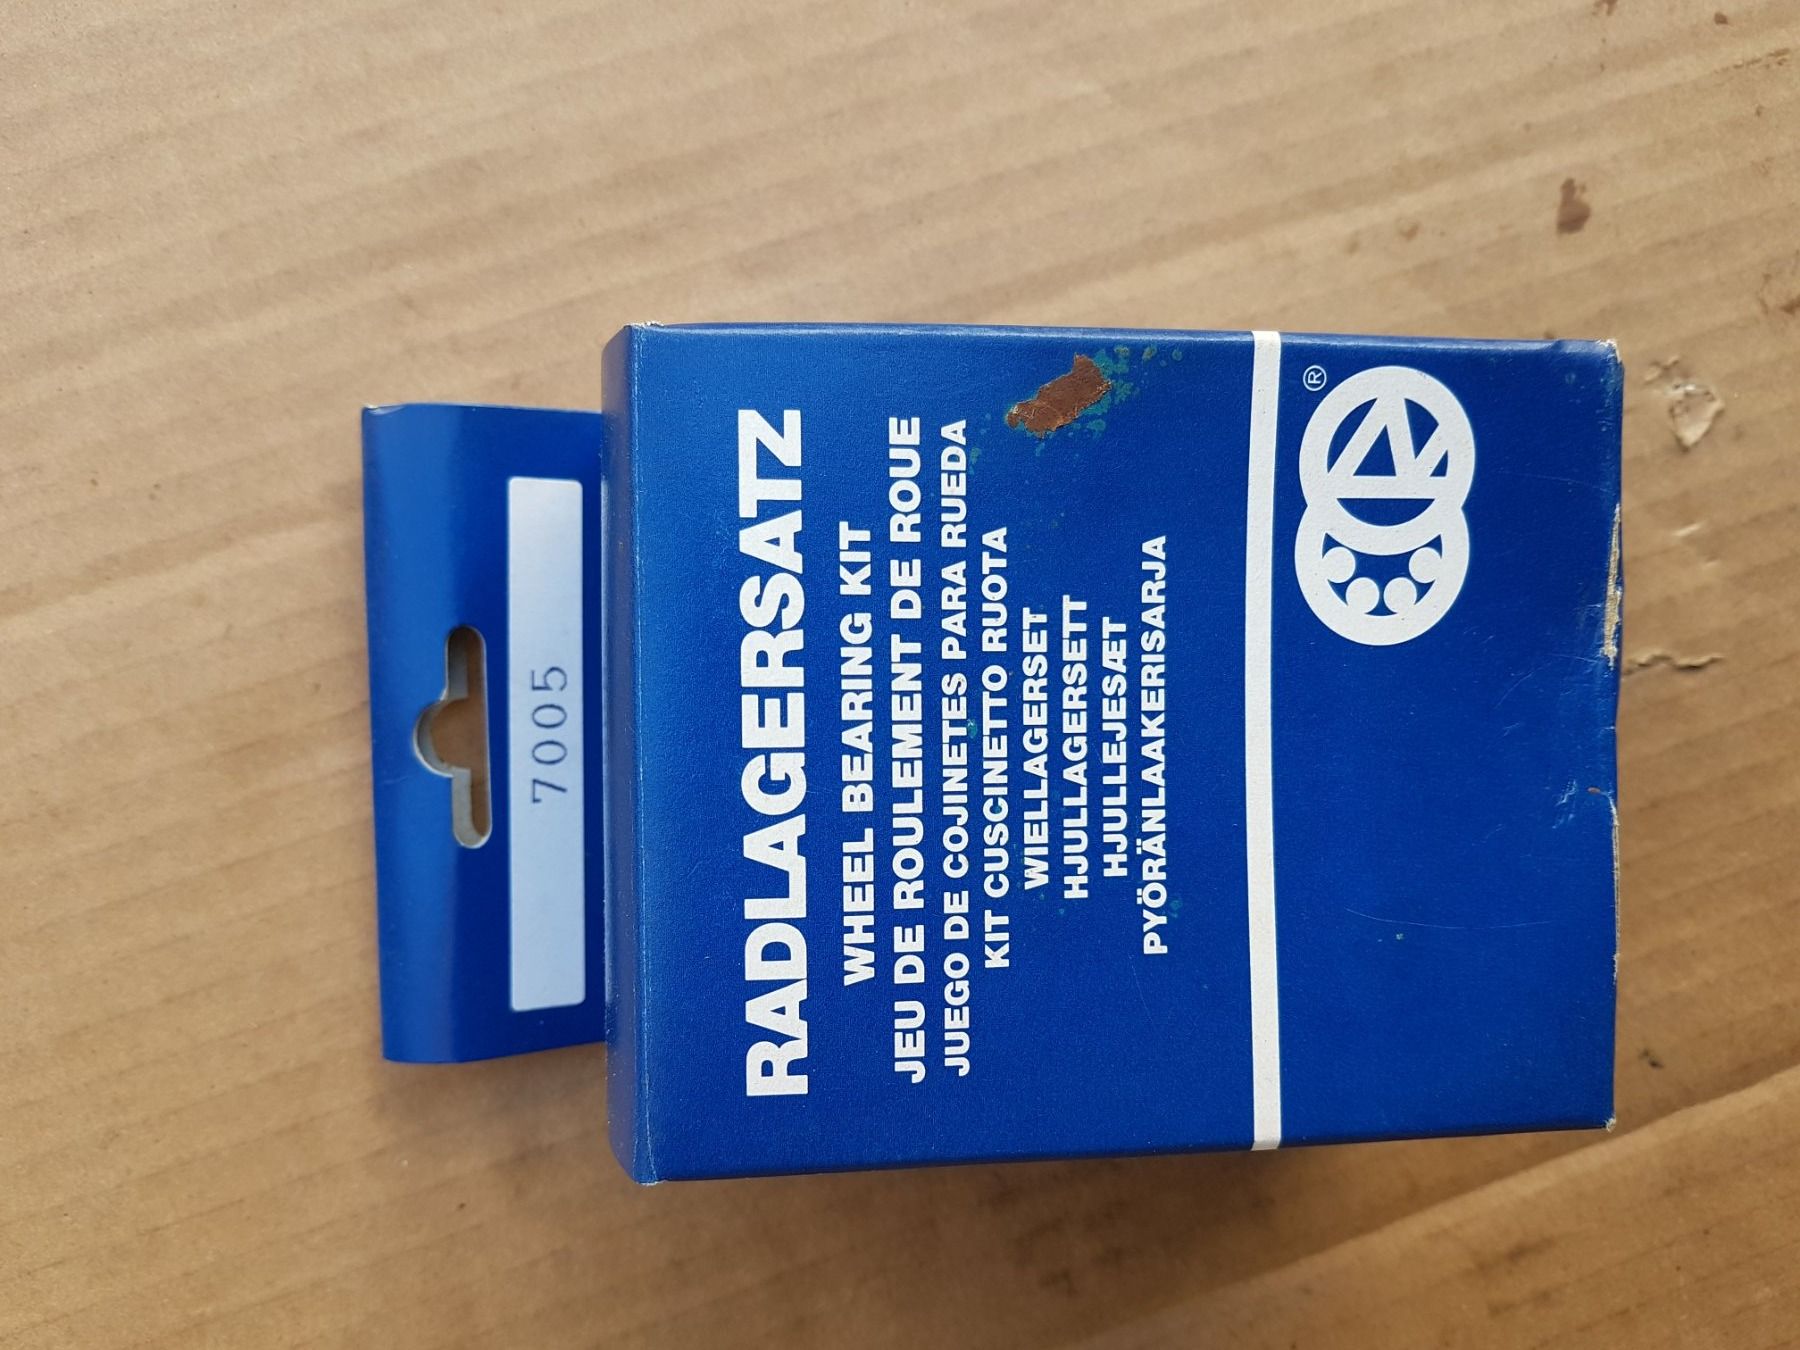 7005
RADLAGERSATZ
WHEEL BEARING KIT
JEU DE ROULEMENT DE ROUE
JUEGO DE COJINETES PARA RUEDA
KIT CUSCINETTO RUOTA
WIELLAGERSET
HJULLAGERSETT
HJULLEJESÆT
PYÖRÄNLAAKERISARJA
®